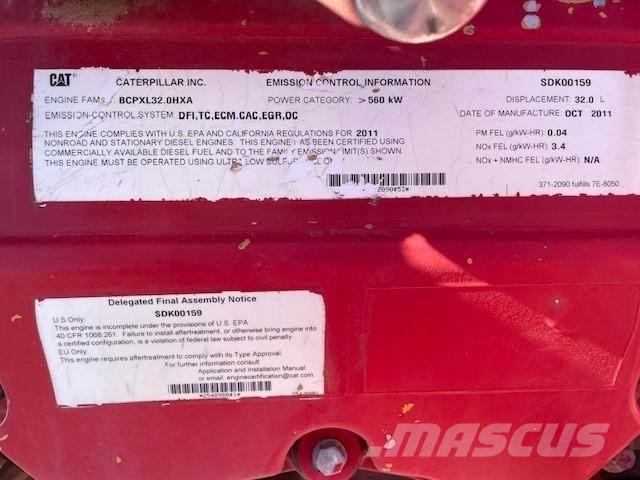 CAT CATERPILLAR INC. EMISSION CONTROL INFORMATION SDK00159
ENGINE FAMILY BCPXL32.0HXA POWER CATEGORY: >560 kW DISPLACEMENT: 32.0 L
EMISSION-CONTROL SYSTEM: DFI,TC,ECM,CAC,EGR,OC DATE OF MANUFACTURE OCT 2011
THIS ENGINE COMPLIES WITH U.S. EPA AND CALIFORNIA REGULATIONS FOR 2011 PM FEL (g/kW-HR) 0.04
NONROAD AND STATIONARY DIESEL ENGINES. THIS ENGINE HAS BEEN CERTIFIED USING
COMMERCIALLY AVAILABLE DIESEL FUEL AND TO THE FAMILY EMISSION LIMIT(S) SHOWN. NOx FEL (g/kW-HR) 3.4
THIS ENGINE MUST BE OPERATED USING ULTRA LOW NOx + NMHC FEL (g/kW-HR) N/A
371-2090 fulfills 7E-8050
Delegated Final Assembly Notice
SDK00159
U.S Only:
This engine is incomplete under the provisions of U.S. EPA
40 CFR 1068.261. Failure to install aftertreatment, or otherwise bring engine into
a certified configuration, is a violation of federal law subject to civil penalty.
EU Only:
This engine requires aftertreatment to comply with its Type Approval.
For further information consult:
Application and Installation Manual
or email: enginecertification@cat.com
MASCUS